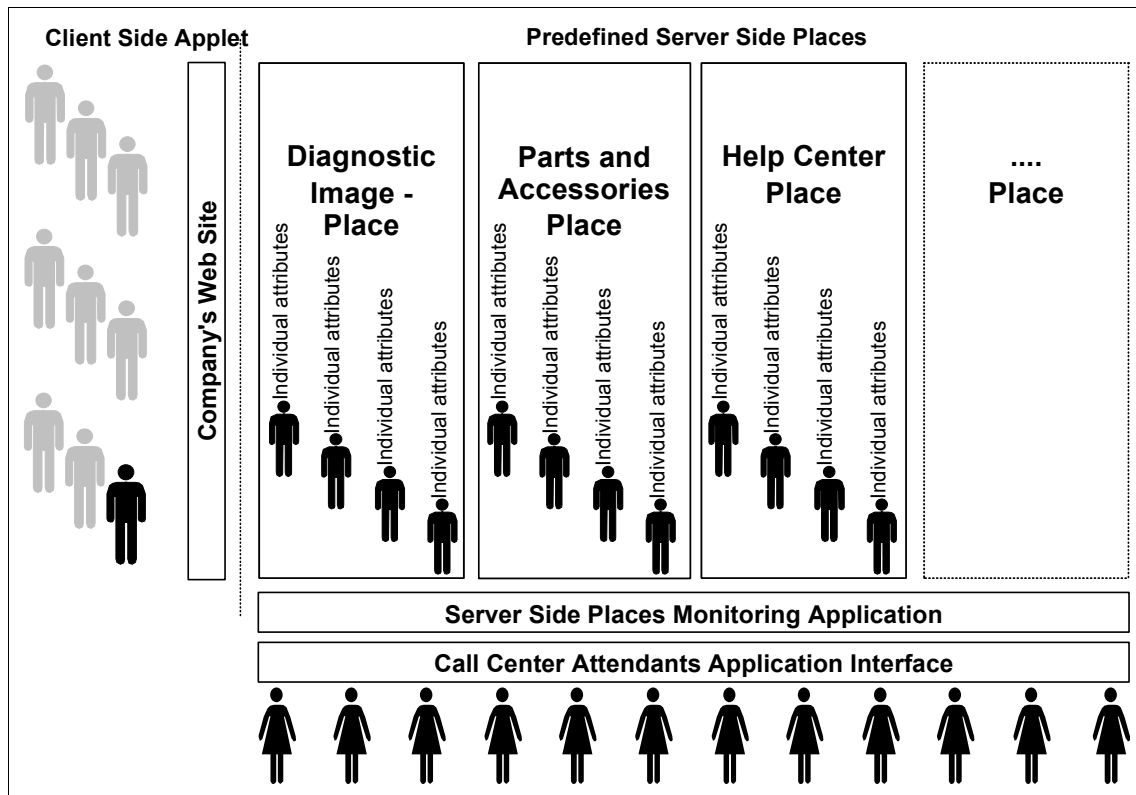 Client Side Applet
Predefined Server Side Places
Company's Web Site
Diagnostic
Image -
Place
Individual attributes
Individual attributes
Individual attributes
Individual attributes
Parts and
Accessories
Place
Individual attributes
Individual attributes
Individual attributes
Individual attributes
Help Center
Place
Individual attributes
Individual attributes
Individual attributes
Individual attributes
....
Place
Server Side Places Monitoring Application
Call Center Attendants Application Interface